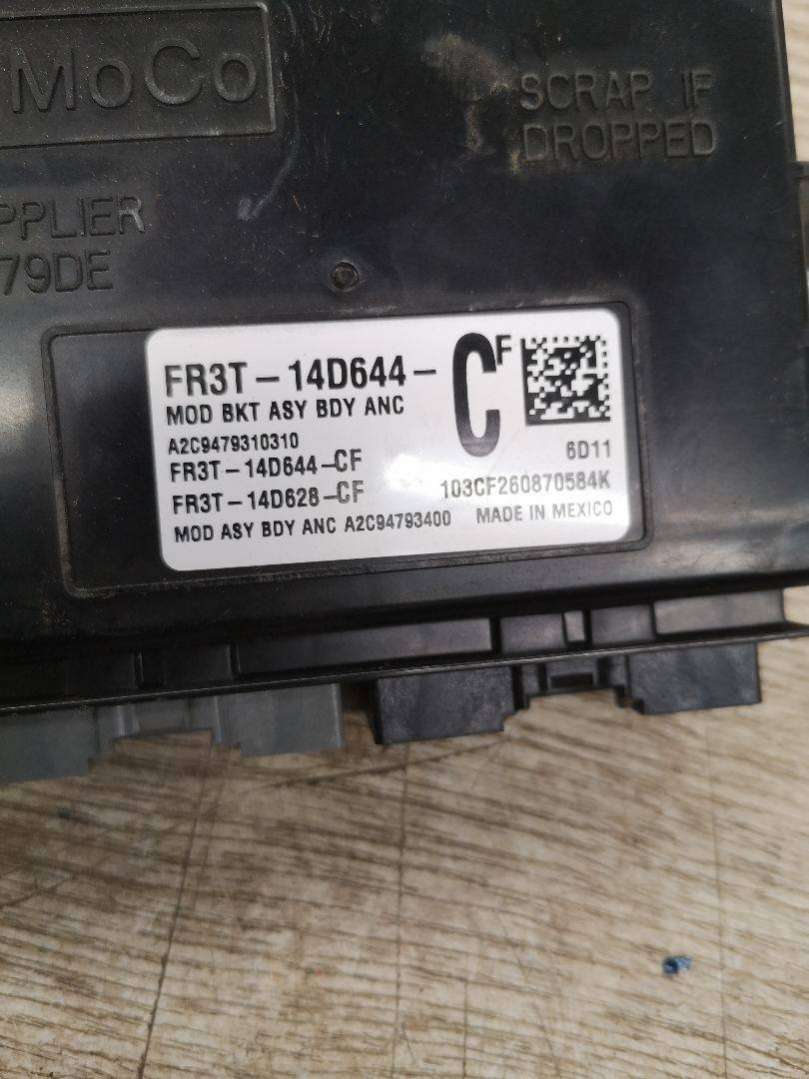 MoCo
SCRAP IF
DROPPED
PPLIER
79DE
FR3T-14D644-
CF
MOD BKT ASY BDY ANC
A2C9479310310
6D11
FR3T-14D644-CF
103CF260870584K
FR3T-14D628-CF
MADE IN MEXICO
MOD ASY BDY ANC A2C94793400